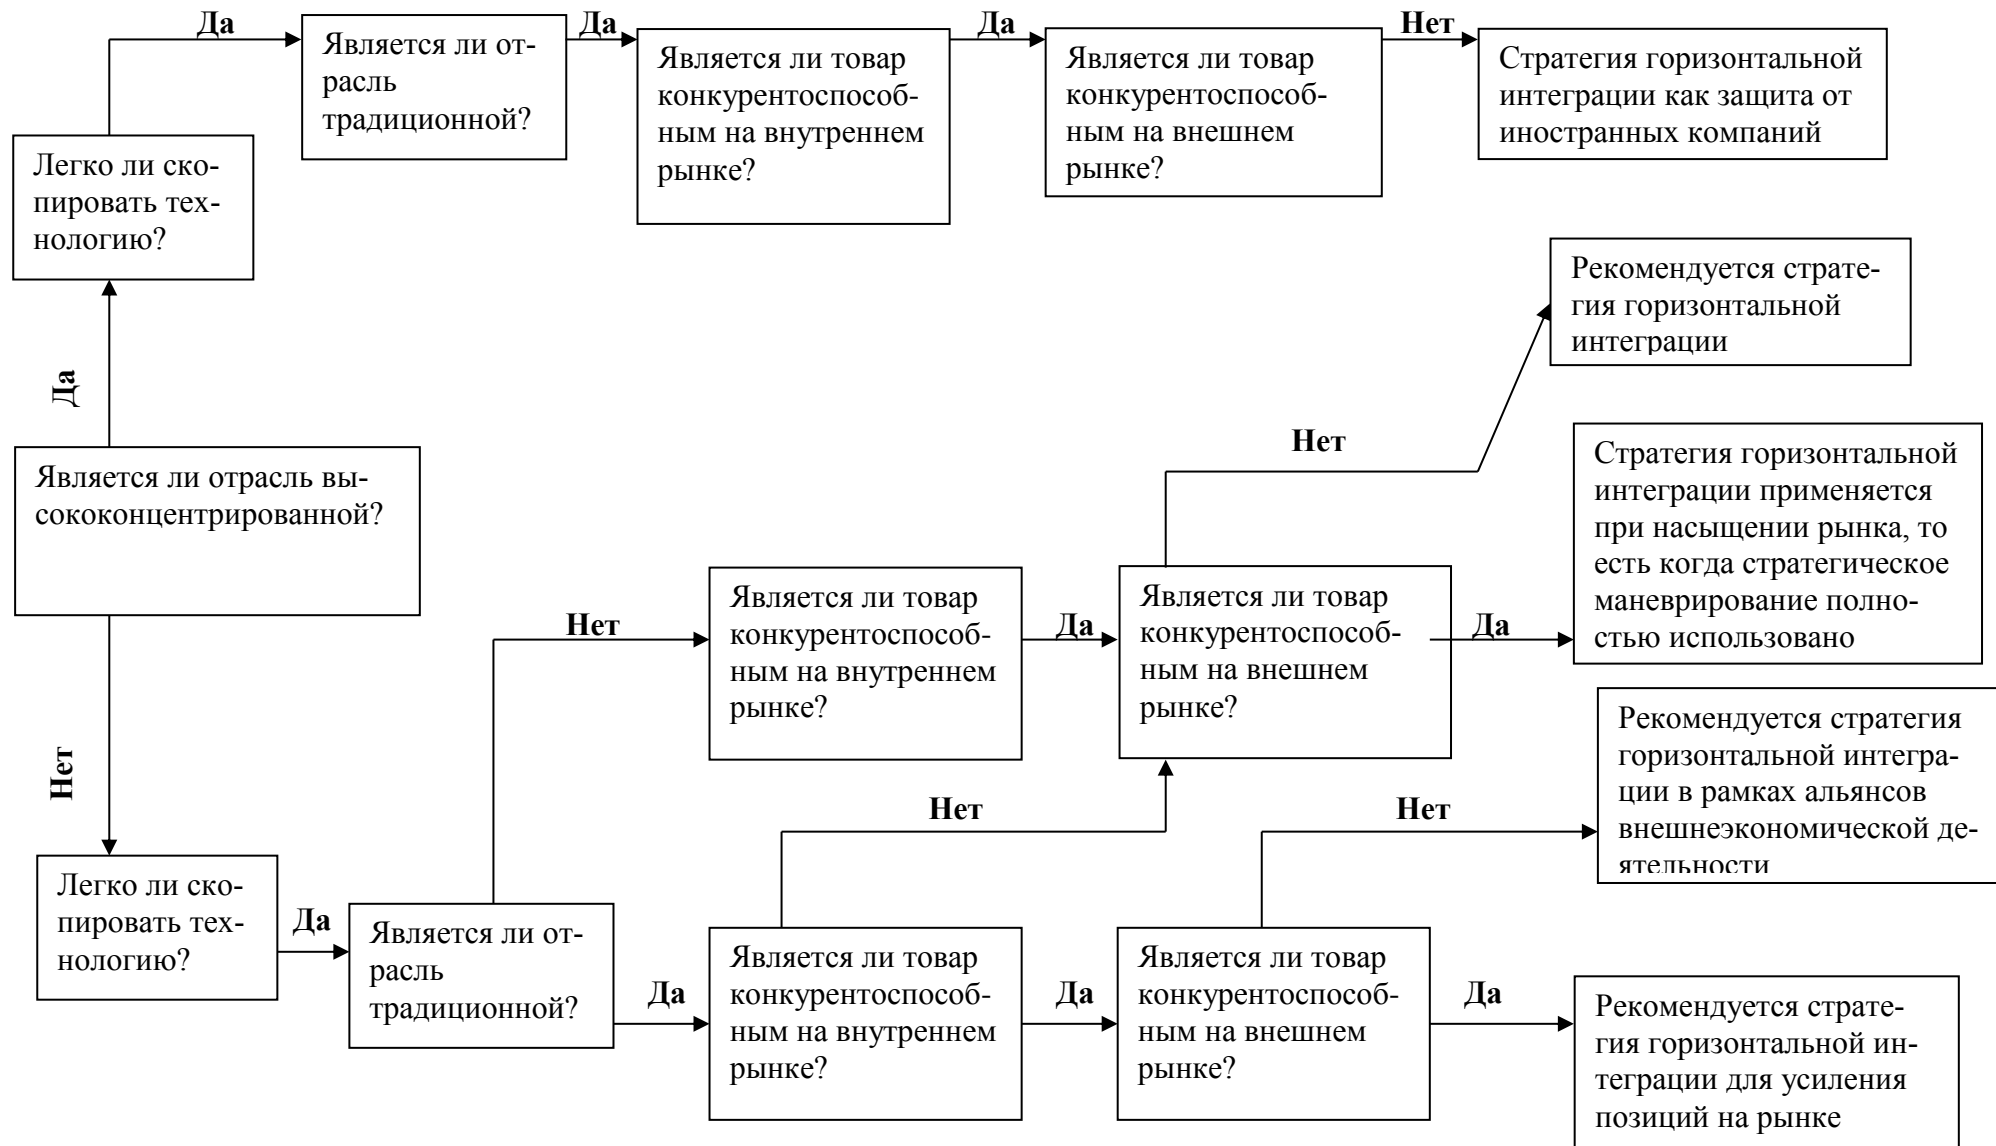 Да
Да
Да
Нет
Является ли от-
расль
традиционной?
Является ли товар
конкурентоспособ-
ным на внутреннем
рынке?
Является ли товар
конкурентоспособ-
ным на внешнем
рынке?
Стратегия горизонтальной
интеграции как защита от
иностранных компаний
Легко ли ско-
пировать тех-
нологию?
Рекомендуется страте-
гия горизонтальной
интеграции
Да
Нет
Является ли отрасль вы-
сококонцентрированной?
Стратегия горизонтальной
интеграции применяется
при насыщении рынка, то
есть когда стратегическое
маневрирование полно-
стью использовано
Нет
Является ли товар
конкурентоспособ-
ным на внутреннем
рынке?
Да
Является ли товар
конкурентоспособ-
ным на внешнем
рынке?
Да
Нет
Нет
Нет
Рекомендуется стратегия
горизонтальной интегра-
ции в рамках альянсов
внешнеэкономической де-
ятельности
Легко ли ско-
пировать тех-
нологию?
Да
Является ли от-
расль
традиционной?
Да
Является ли товар
конкурентоспособ-
ным на внутреннем
рынке?
Да
Является ли товар
конкурентоспособ-
ным на внешнем
рынке?
Да
Рекомендуется страте-
гия горизонтальной ин-
теграции для усиления
позиций на рынке